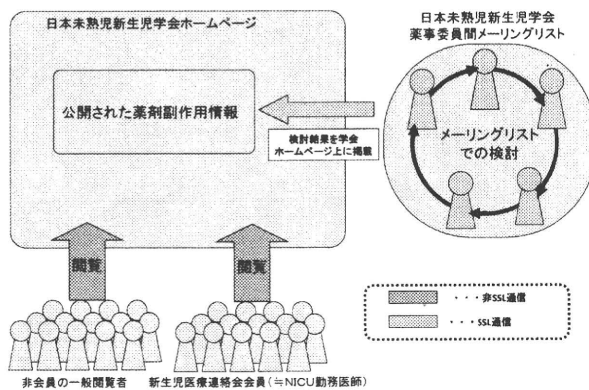 日本未熟児新生児学会ホームページ
日本未熟児新生児学会
薬事委員間メーリングリスト
公開された薬剤副作用情報
検討結果を学会
ホームページ上に掲載
メーリングリスト
での検討
閲覧
閲覧
・・・非SSL通信
・・・SSL通信
非会員の一般閲覧者
新生児医療連絡会会員(≒NICU勤務医師)